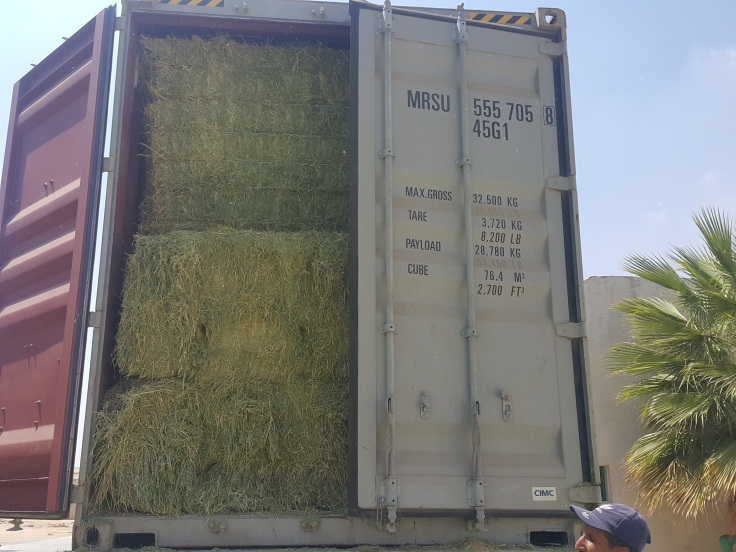 MRSU 555 705 8
45G1
MAX.GROSS 32.500 KG
TARE 3,720 KG
8,200 LB
PAYLOAD 28,780 KG
CUBE 76.4 M³
2,700 FT³
CIMC